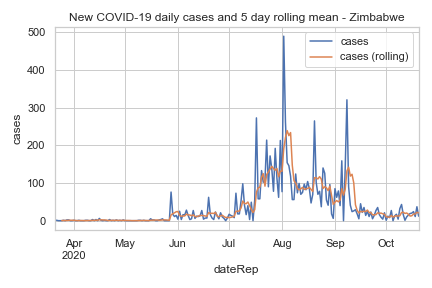 New COVID-19 daily cases and 5 day rolling mean - Zimbabwe
cases
cases (rolling)
500
400
300
200
100
0
cases
Apr
2020
May
Jun
Jul
Aug
Sep
Oct
dateRep